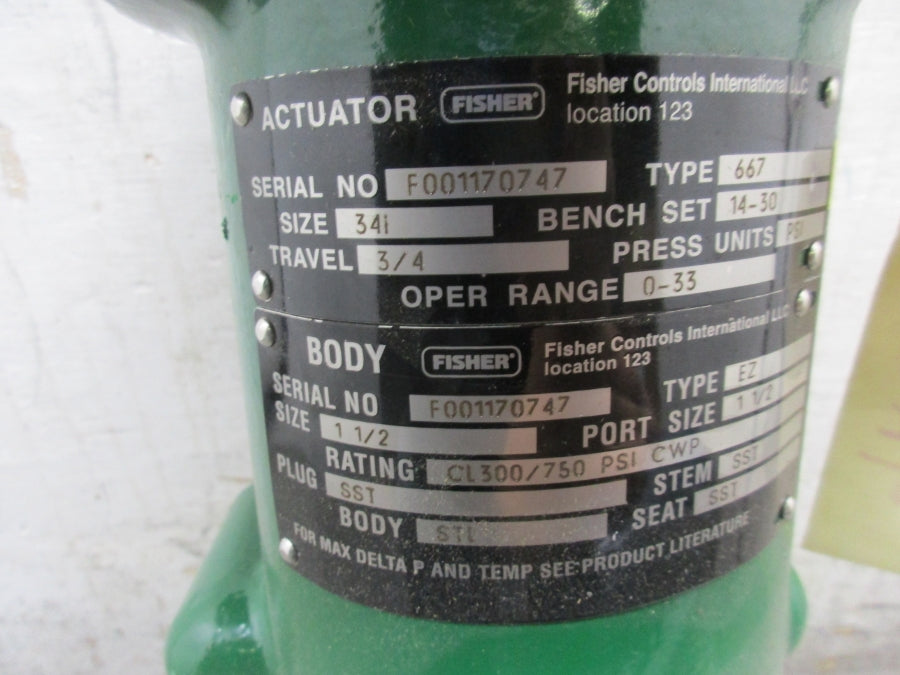 ACTUATOR FISHER Fisher Controls International LLC
location 123
SERIAL NO F001170747 TYPE 667
SIZE 34i BENCH SET 14-30
TRAVEL 3/4 PRESS UNITS PSI
OPER RANGE 0-33
BODY FISHER Fisher Controls International LLC
location 123
SERIAL NO F001170747 TYPE EZ
SIZE 1 1/2 PORT SIZE 1 1/2
RATING CL300/750 PSI CWP
PLUG SST STEM SST
BODY STL SEAT SST
FOR MAX DELTA P AND TEMP SEE PRODUCT LITERATURE